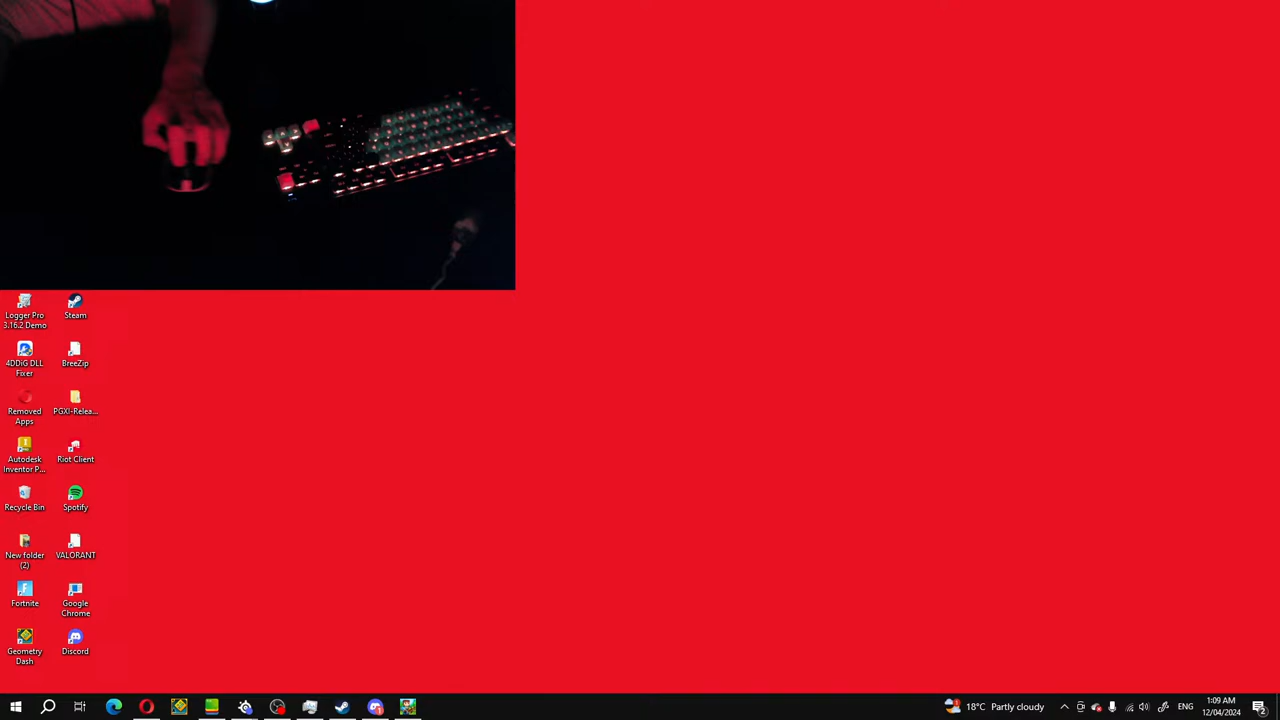 Logger Pro
3.16.2 Demo
Steam
4DDiG DLL
Fixer
BreeZip
Removed
Apps
PGXI-Relea...
Autodesk
Inventor P...
Riot Client
Recycle Bin
Spotify
New folder
(2)
VALORANT
Fortnite
Google
Chrome
Geometry
Dash
Discord
18°C Partly cloudy
ENG
1:09 AM
12/04/2024
2